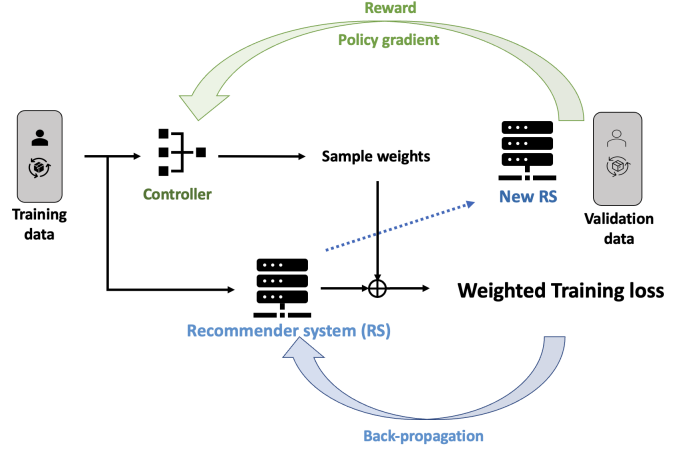 Reward
Policy gradient
Sample weights
Controller
Training
data
New RS
Validation
data
Weighted Training loss
Recommender system (RS)
Back-propagation